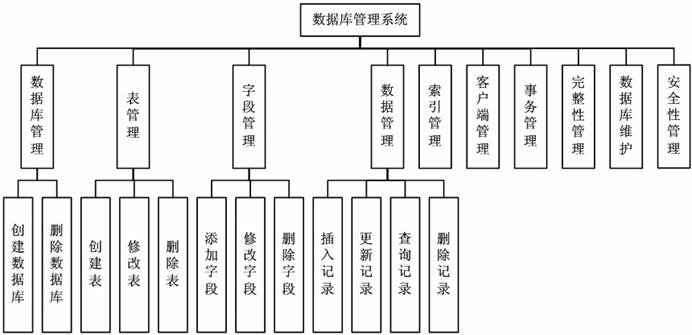 数据库管理系统
数据库管理
表管理
字段管理
数据管理
索引管理
客户端管理
事务管理
完整性管理
数据库维护
安全性管理
创建数据库
删除数据库
创建表
修改表
删除表
添加字段
修改字段
删除字段
插入记录
更新记录
查询记录
删除记录